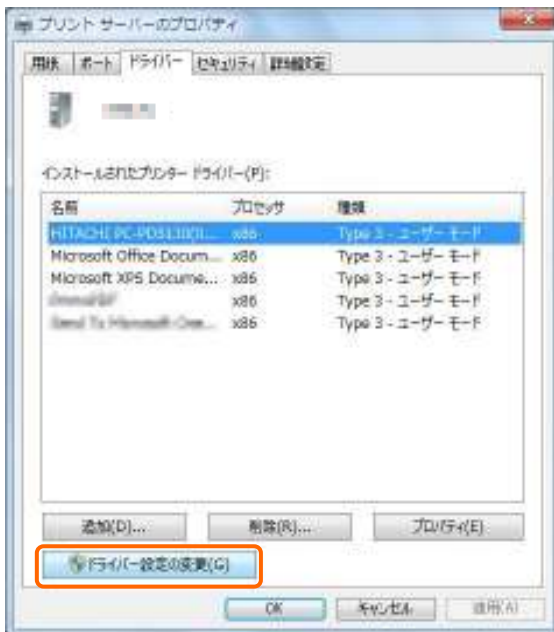 プリント サーバーのプロパティ
用紙 ポート ドライバー セキュリティ 詳細設定
インストールされたプリンター ドライバー(P):
名前 プロセッサ 種類
x86 Type 3 - ユーザー モード
Microsoft Office Docum... x86 Type 3 - ユーザー モード
Microsoft XPS Docume... x86 Type 3 - ユーザー モード
x86 Type 3 - ユーザー モード
x86 Type 3 - ユーザー モード
追加(D)... 削除(R)... プロパティ(E)
ドライバー設定の変更(G)
OK キャンセル 適用(A)